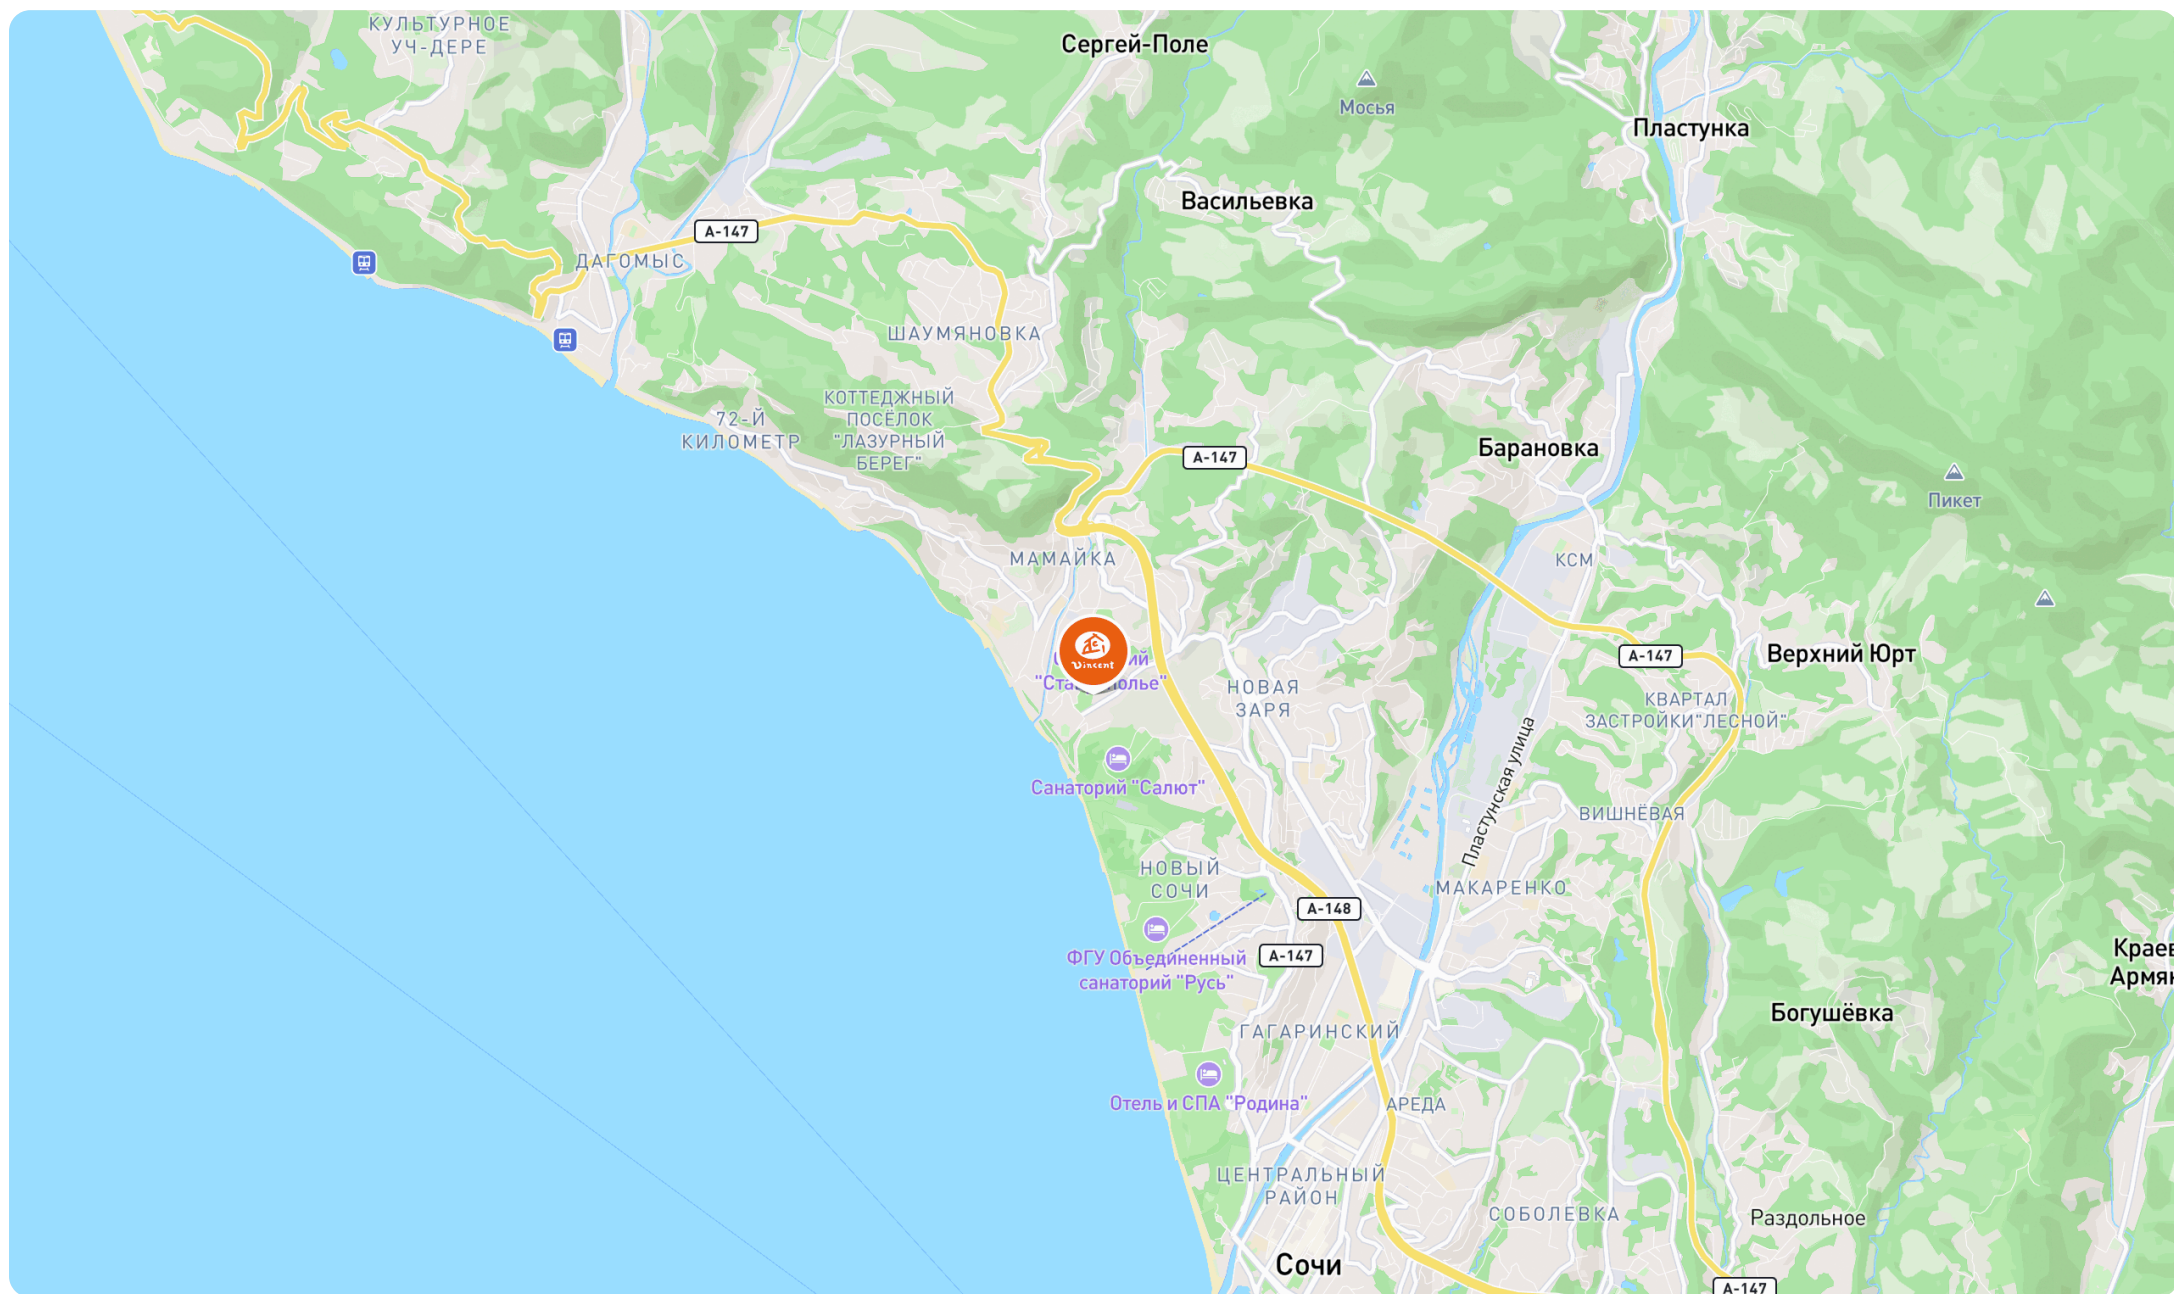 КУЛЬТУРНОЕ
УЧ-ДЕРЕ
Сергей-Поле
Мосья
Пластунка
Васильевка
А-147
ДАГОМЫС
ШАУМЯНОВКА
КОТТЕДЖНЫЙ
ПОСЁЛОК
"ЛАЗУРНЫЙ
БЕРЕГ"
72-Й
КИЛОМЕТР
А-147
Барановка
Пикет
МАМАЙКА
КСМ
Vincent
А-147
Верхний Юрт
НОВАЯ
ЗАРЯ
КВАРТАЛ
ЗАСТРОЙКИ"ЛЕСНОЙ"
Пластунская улица
Санаторий "Салют"
ВИШНЁВАЯ
НОВЫЙ
СОЧИ
МАКАРЕНКО
А-148
ФГУ Объединенный
санаторий "Русь"
А-147
Краев
Армян
Богушёвка
ГАГАРИНСКИЙ
Отель и СПА "Родина"
АРЕДА
ЦЕНТРАЛЬНЫЙ
РАЙОН
СОБОЛЕВКА
Раздольное
Сочи
А-147